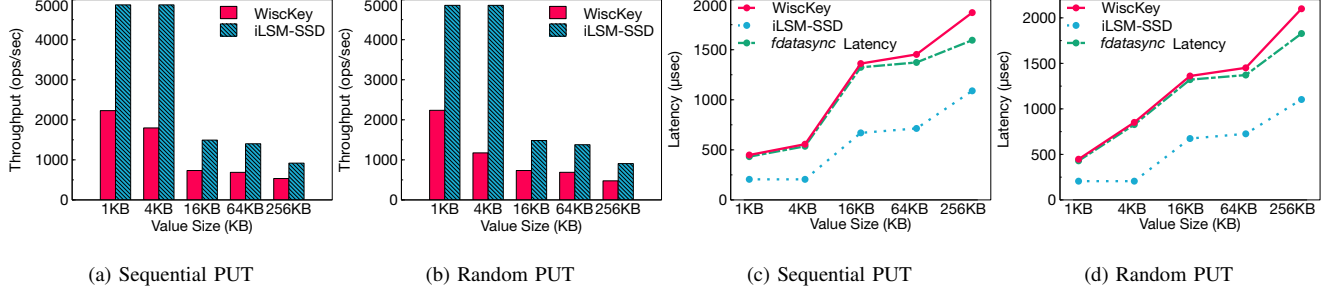 Throughput (ops/sec)
5000
4000
3000
2000
1000
0
WiscKey
iLSM-SSD
1KB 4KB 16KB 64KB 256KB
Value Size (KB)
(a) Sequential PUT
Throughput (ops/sec)
5000
4000
3000
2000
1000
0
WiscKey
iLSM-SSD
1KB 4KB 16KB 64KB 256KB
Value Size (KB)
(b) Random PUT
Latency (μsec)
2000
1500
1000
500
0
WiscKey
iLSM-SSD
fdatasync Latency
1KB 4KB 16KB 64KB 256KB
Value Size (KB)
(c) Sequential PUT
Latency (μsec)
2000
1500
1000
500
0
WiscKey
iLSM-SSD
fdatasync Latency
1KB 4KB 16KB 64KB 256KB
Value Size (KB)
(d) Random PUT